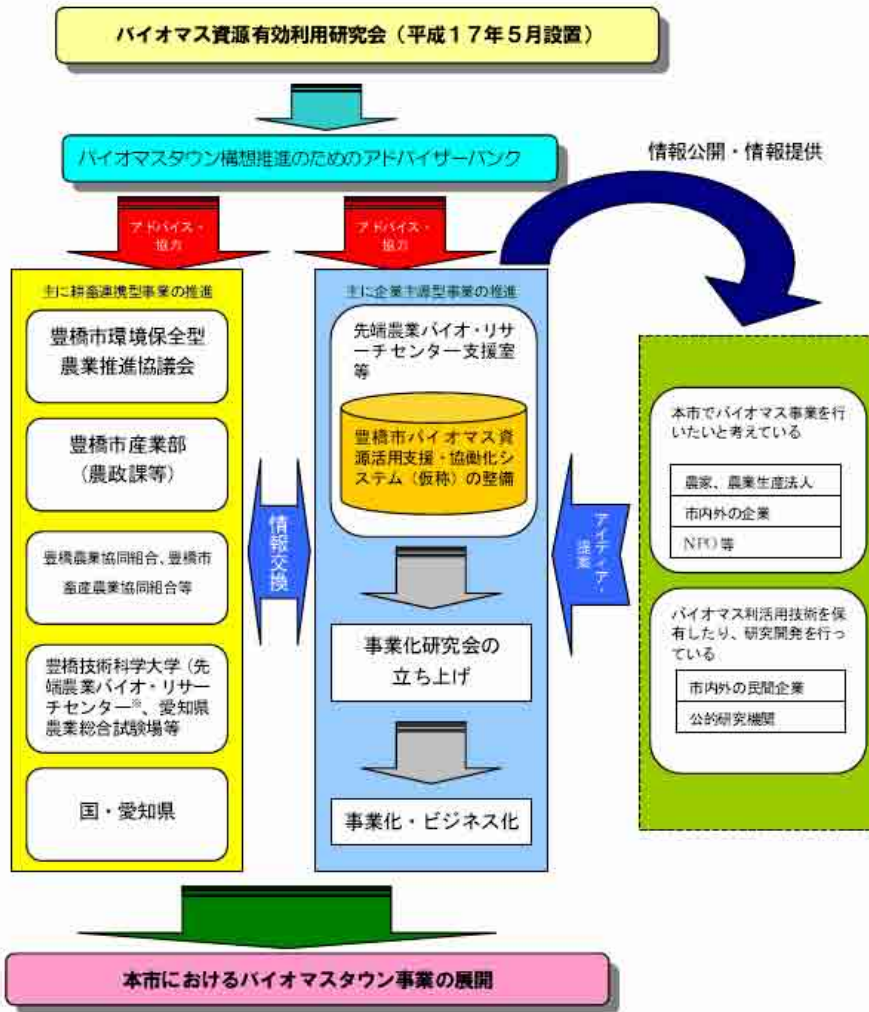 バイオマス資源有効利用研究会（平成１７年５月設置）
バイオマスタウン構想推進のためのアドバイザーバンク
情報公開・情報提供
アドバイス・
協力
アドバイス・
協力
主に耕畜連携型事業の推進
豊橋市環境保全型
農業推進協議会
豊橋市産業部
（農政課等）
豊橋農業協同組合、豊橋市
畜産農業協同組合等
豊橋技術科学大学（先
端農業バイオ・リサー
チセンター※、愛知県
農業総合試験場等
国・愛知県
情報交換
主に企業主導型事業の推進
先端農業バイオ・リサ
ーチセンター支援室
等
豊橋市バイオマス資
源活用支援・協働化シ
ステム（仮称）の整備
事業化研究会の
立ち上げ
事業化・ビジネス化
アイディア・
提案
本市でバイオマス事業を行
いたいと考えている
農家、農業生産法人
市内外の企業
NPO等
バイオマス利活用技術を保
有したり、研究開発を行っ
ている
市内外の民間企業
公的研究機関
本市におけるバイオマスタウン事業の展開